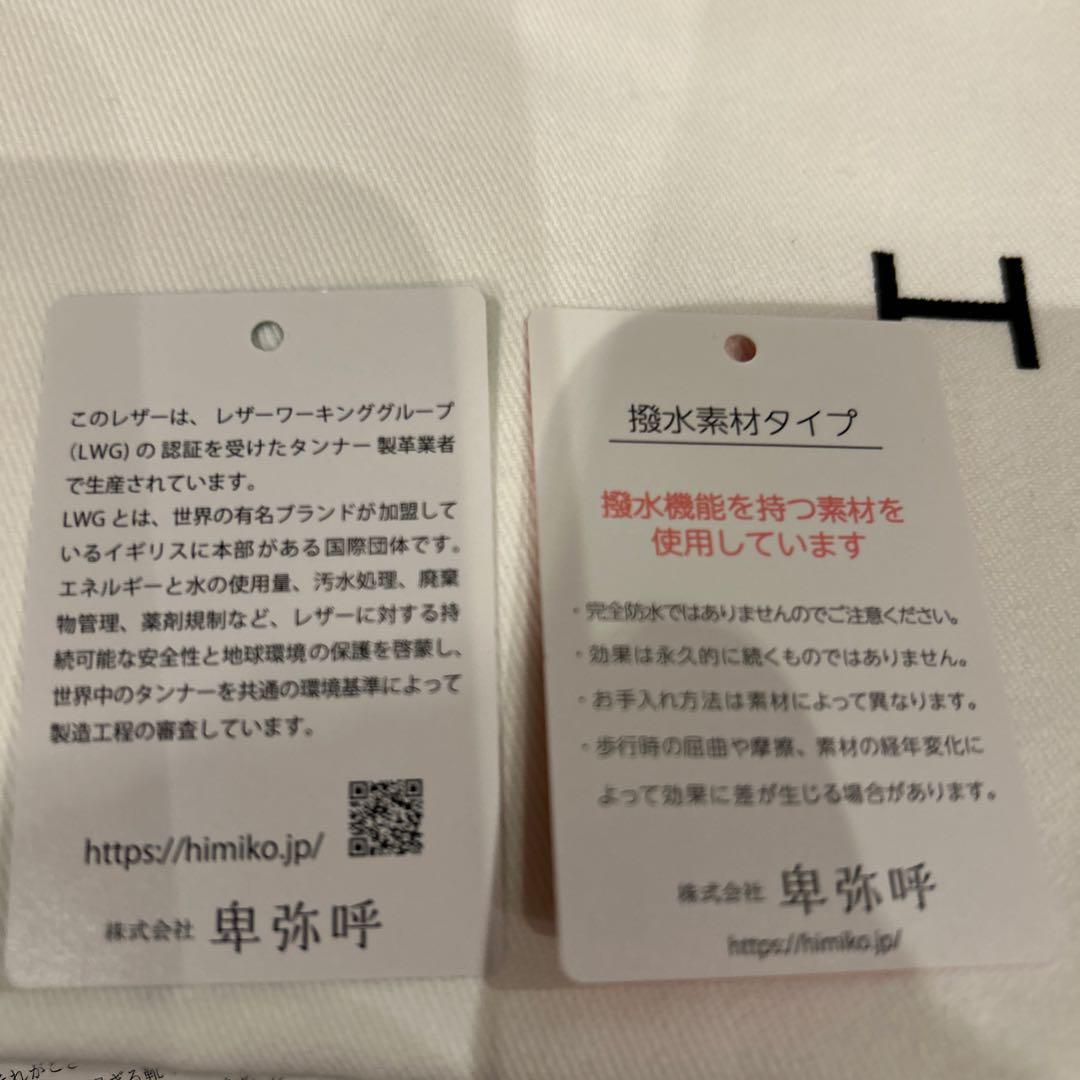 このレザーは、レザーワーキンググループ
(LWG) の 認証を受けたタンナー 製革業者
で生産されています。
LWG とは、世界の有名ブランドが加盟して
いるイギリスに本部がある国際団体です。
エネルギーと水の使用量、汚水処理、廃棄
物管理、薬剤規制など、レザーに対する持
続可能な安全性と地球環境の保護を啓蒙し、
世界中のタンナーを共通の環境基準によって
製造工程の審査しています。
https://himiko.jp/
株式会社 卑弥呼
撥水素材タイプ
撥水機能を持つ素材を
使用しています
・完全防水ではありませんのでご注意ください。
・効果は永久的に続くものではありません。
・お手入れ方法は素材によって異なります。
・歩行時の屈曲や摩擦、素材の経年変化に
よって効果に差が生じる場合があります。
株式会社 卑弥呼
https://himiko.jp/
H